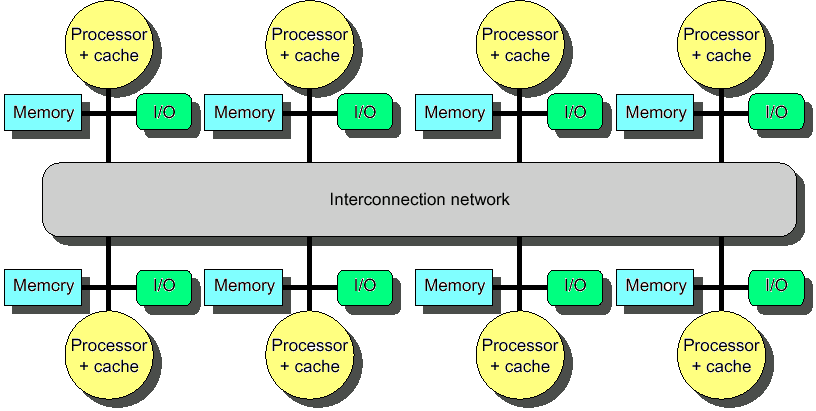 Processor
+ cache
Processor
+ cache
Processor
+ cache
Processor
+ cache
Memory
I/O
Memory
I/O
Memory
I/O
Memory
I/O
Interconnection network
Memory
I/O
Memory
I/O
Memory
I/O
Memory
I/O
Processor
+ cache
Processor
+ cache
Processor
+ cache
Processor
+ cache